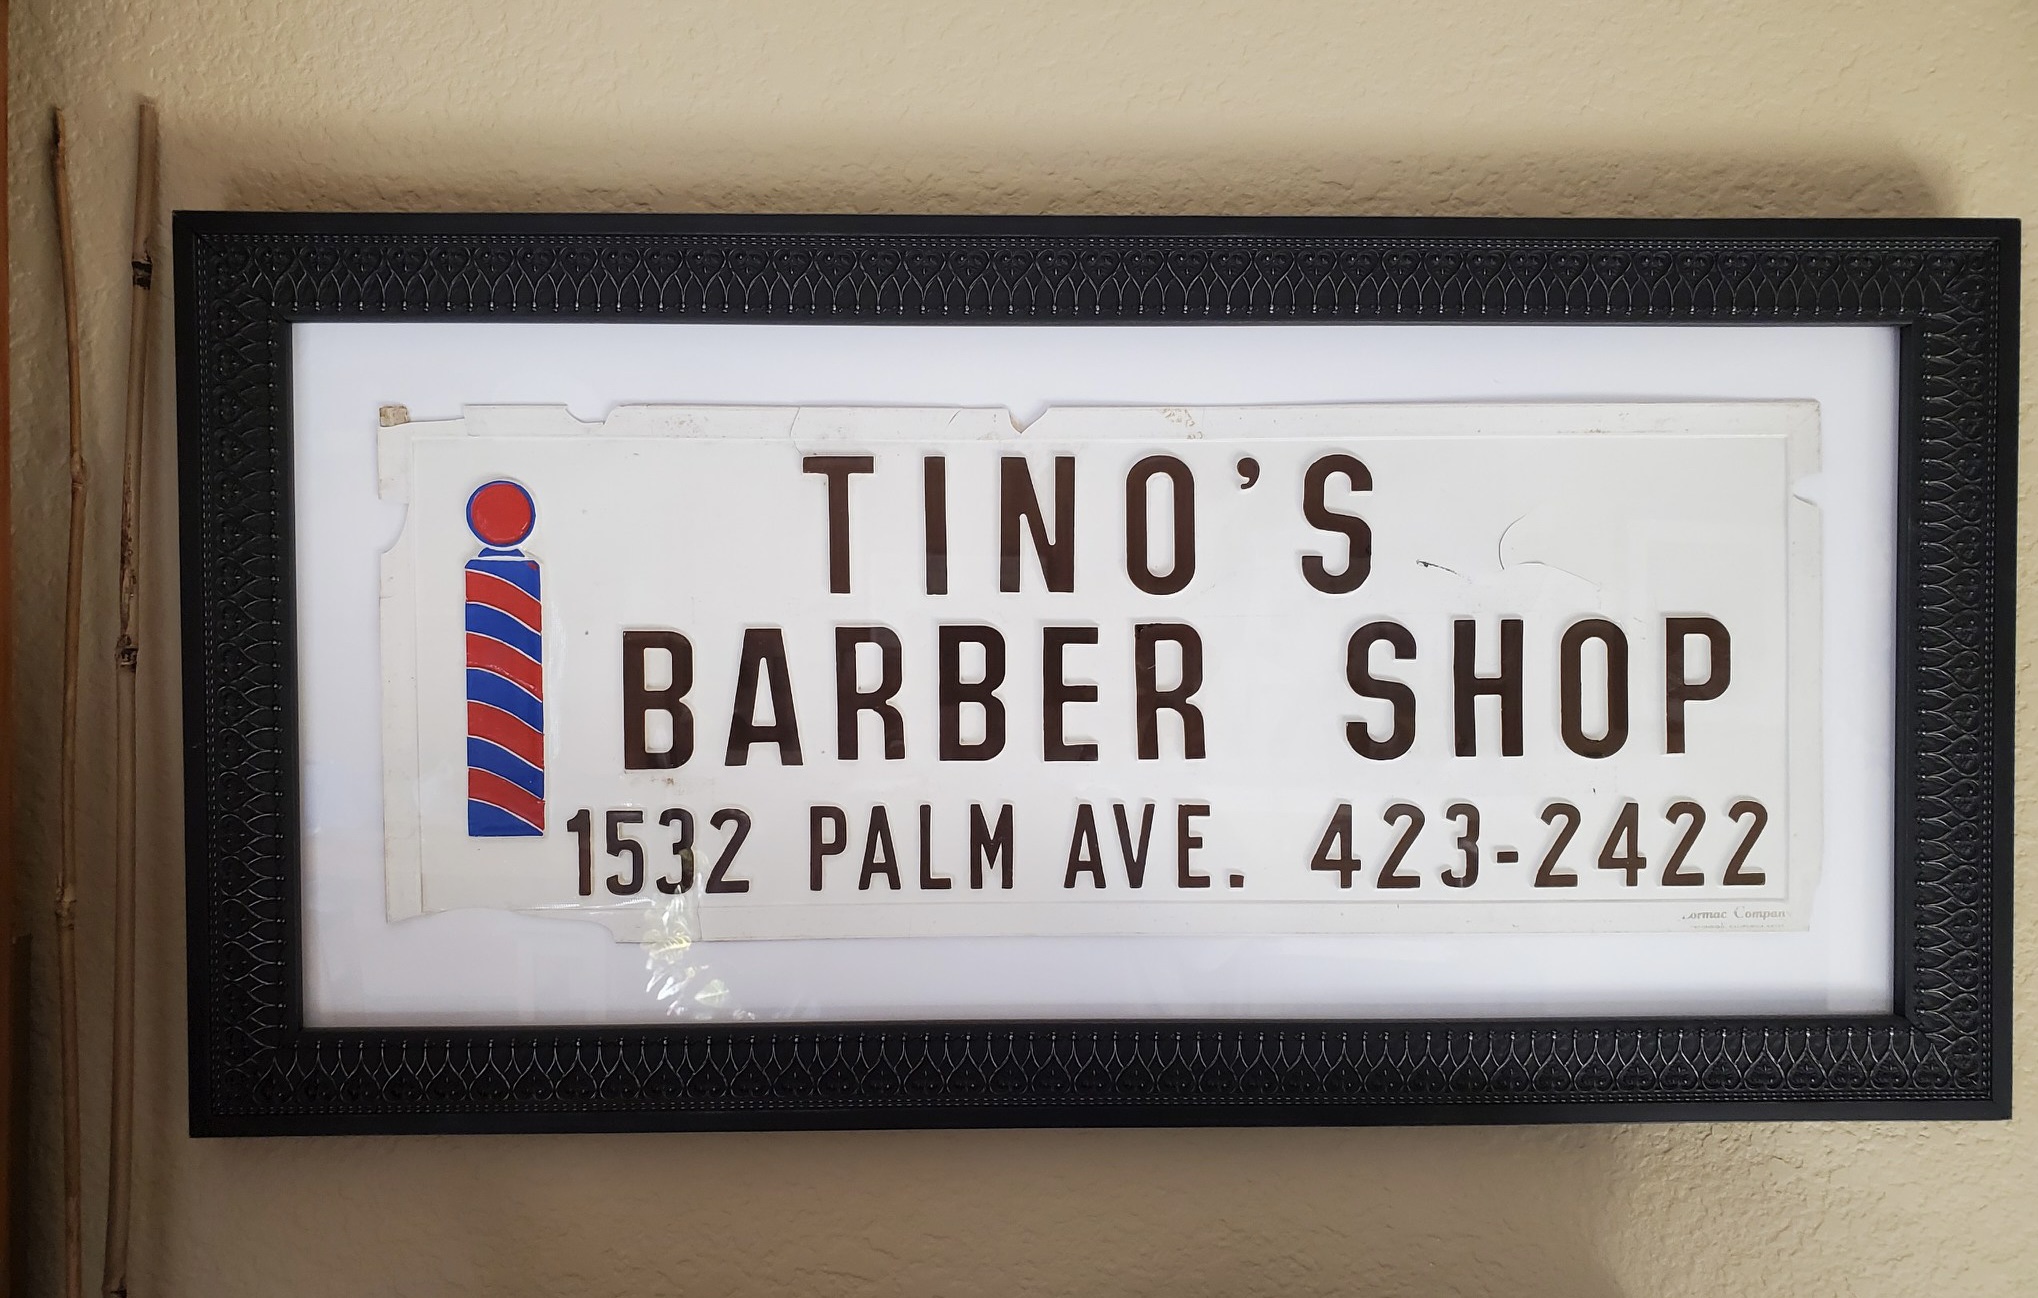 TINO'S
BARBER SHOP
1532 PALM AVE. 423-2422